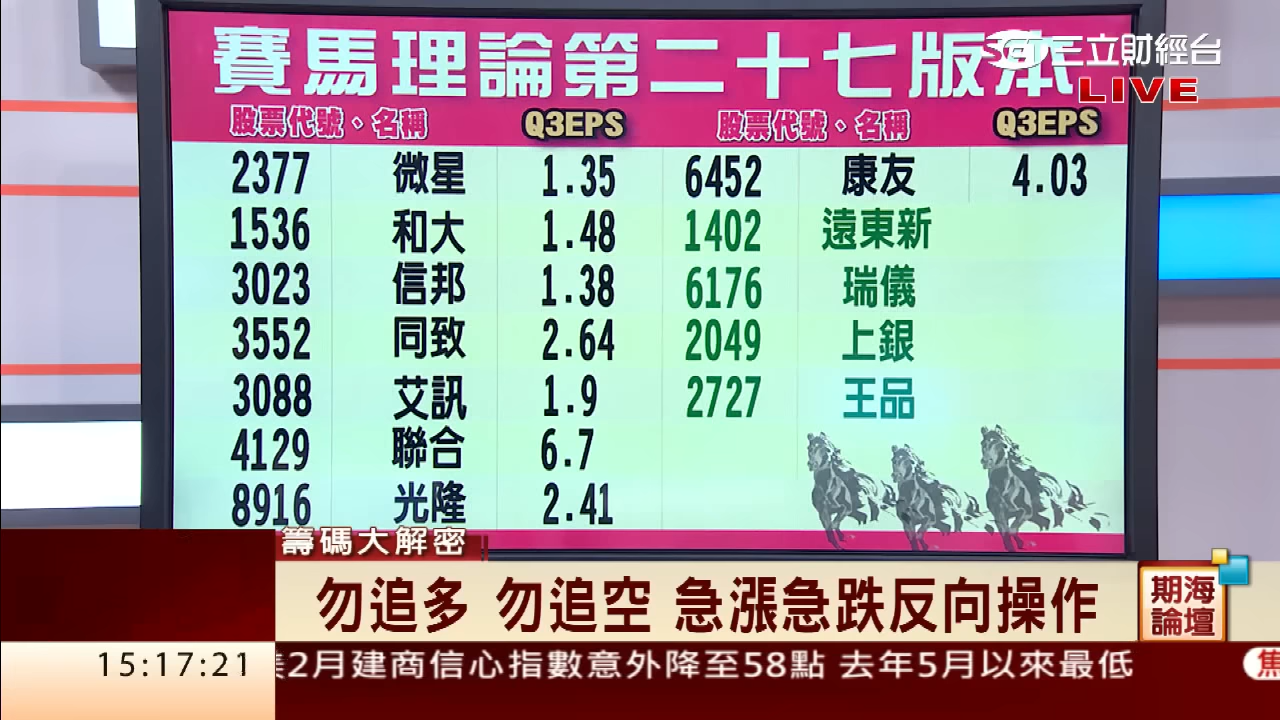 賽馬理論第二十七版本
三立財經台
LIVE
股票代號、名稱 Q3EPS 股票代號、名稱 Q3EPS
2377 微星 1.35 6452 康友 4.03
1536 和大 1.48 1402 遠東新
3023 信邦 1.38 6176 瑞儀
3552 同致 2.64 2049 上銀
3088 艾訊 1.9 2727 王品
4129 聯合 6.7
8916 光隆 2.41
籌碼大解密
勿追多 勿追空 急漲急跌反向操作
期海
論壇
15:17:21 美2月建商信心指數意外降至58點 去年5月以來最低
焦